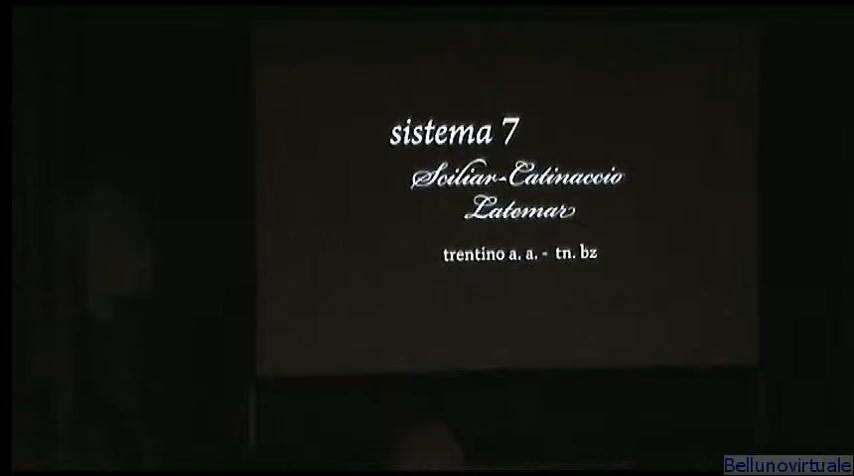 sistema 7
Sciliar-Catinaccio
Latemar
trentino a. a. - tn. bz
Bellunovirtuale